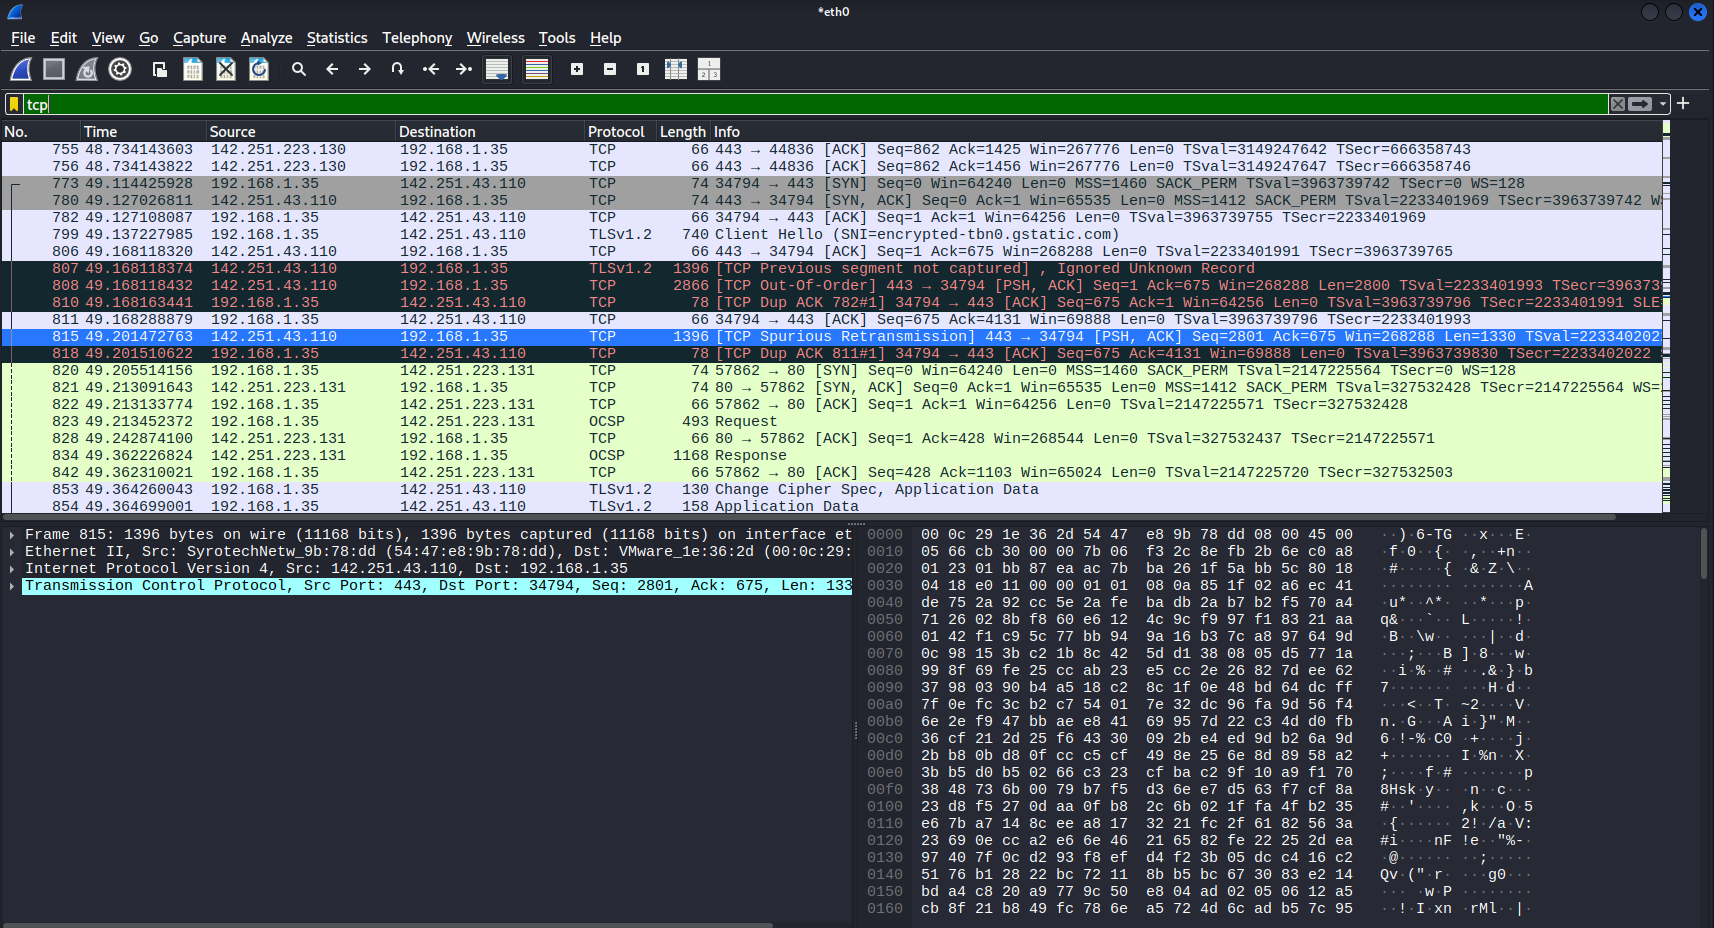 *eth0
File Edit View Go Capture Analyze Statistics Telephony Wireless Tools Help
tcp
No. Time Source Destination Protocol Length Info
755 48.734143603 142.251.223.130 192.168.1.35 TCP 66 443 → 44836 [ACK] Seq=862 Ack=1425 Win=267776 Len=0 TSval=3149247642 TSecr=666358743
756 48.734143822 142.251.223.130 192.168.1.35 TCP 66 443 → 44836 [ACK] Seq=862 Ack=1456 Win=267776 Len=0 TSval=3149247647 TSecr=666358746
773 49.114425928 192.168.1.35 142.251.43.110 TCP 74 34794 → 443 [SYN] Seq=0 Win=64240 Len=0 MSS=1460 SACK_PERM TSval=3963739742 TSecr=0 WS=128
780 49.127026811 142.251.43.110 192.168.1.35 TCP 74 443 → 34794 [SYN, ACK] Seq=0 Ack=1 Win=65535 Len=0 MSS=1412 SACK_PERM TSval=2233401969 TSecr=3963739742 WS
782 49.127108087 192.168.1.35 142.251.43.110 TCP 66 34794 → 443 [ACK] Seq=1 Ack=1 Win=64256 Len=0 TSval=3963739755 TSecr=2233401969
799 49.137227985 192.168.1.35 142.251.43.110 TLSv1.2 740 Client Hello (SNI=encrypted-tbn0.gstatic.com)
806 49.168118320 142.251.43.110 192.168.1.35 TCP 66 443 → 34794 [ACK] Seq=1 Ack=675 Win=268288 Len=0 TSval=2233401991 TSecr=3963739765
807 49.168118374 142.251.43.110 192.168.1.35 TLSv1.2 1396 [TCP Previous segment not captured] , Ignored Unknown Record
808 49.168118432 142.251.43.110 192.168.1.35 TCP 2866 [TCP Out-Of-Order] 443 → 34794 [PSH, ACK] Seq=1 Ack=675 Win=268288 Len=2800 TSval=2233401993 TSecr=396373
810 49.168163441 192.168.1.35 142.251.43.110 TCP 78 [TCP Dup ACK 782#1] 34794 → 443 [ACK] Seq=675 Ack=1 Win=64256 Len=0 TSval=3963739796 TSecr=2233401991 SLE=
811 49.168288879 192.168.1.35 142.251.43.110 TCP 66 34794 → 443 [ACK] Seq=675 Ack=4131 Win=69888 Len=0 TSval=3963739796 TSecr=2233401993
815 49.201472763 142.251.43.110 192.168.1.35 TCP 1396 [TCP Spurious Retransmission] 443 → 34794 [PSH, ACK] Seq=2801 Ack=675 Win=268288 Len=1330 TSval=223340202
818 49.201510622 192.168.1.35 142.251.43.110 TCP 78 [TCP Dup ACK 811#1] 34794 → 443 [ACK] Seq=675 Ack=4131 Win=69888 Len=0 TSval=3963739830 TSecr=2233402022
820 49.205514156 192.168.1.35 142.251.223.131 TCP 74 57862 → 80 [SYN] Seq=0 Win=64240 Len=0 MSS=1460 SACK_PERM TSval=2147225564 TSecr=0 WS=128
821 49.213091643 142.251.223.131 192.168.1.35 TCP 74 80 → 57862 [SYN, ACK] Seq=0 Ack=1 Win=65535 Len=0 MSS=1412 SACK_PERM TSval=327532428 TSecr=2147225564 WS=
822 49.213133774 192.168.1.35 142.251.223.131 TCP 66 57862 → 80 [ACK] Seq=1 Ack=1 Win=64256 Len=0 TSval=2147225571 TSecr=327532428
823 49.213452372 192.168.1.35 142.251.223.131 OCSP 493 Request
828 49.242874100 142.251.223.131 192.168.1.35 TCP 66 80 → 57862 [ACK] Seq=1 Ack=428 Win=268544 Len=0 TSval=327532437 TSecr=2147225571
834 49.362226824 142.251.223.131 192.168.1.35 OCSP 1168 Response
842 49.362310021 192.168.1.35 142.251.223.131 TCP 66 57862 → 80 [ACK] Seq=428 Ack=1103 Win=65024 Len=0 TSval=2147225720 TSecr=327532503
853 49.364260043 192.168.1.35 142.251.43.110 TLSv1.2 130 Change Cipher Spec, Application Data
854 49.364699001 192.168.1.35 142.251.43.110 TLSv1.2 158 Application Data
Frame 815: 1396 bytes on wire (11168 bits), 1396 bytes captured (11168 bits) on interface et
Ethernet II, Src: SyrotechNetw_9b:78:dd (54:47:e8:9b:78:dd), Dst: VMware_1e:36:2d (00:0c:29:
Internet Protocol Version 4, Src: 142.251.43.110, Dst: 192.168.1.35
Transmission Control Protocol, Src Port: 443, Dst Port: 34794, Seq: 2801, Ack: 675, Len: 133
0000 00 0c 29 1e 36 2d 54 47 e8 9b 78 dd 08 00 45 00 ··)·6-TG ··x···E·
0010 05 66 cb 30 00 00 7b 06 f3 2c 8e fb 2b 6e c0 a8 ·f·0··{· ·,··+n··
0020 01 23 01 bb 87 ea ac 7b ba 26 1f 5a bb 5c 80 18 ·#·····{ ·&·Z·\··
0030 04 18 e0 11 00 00 01 01 08 0a 85 1f 02 a6 ec 41 ········ ·······A
0040 de 75 2a 92 cc 5e 2a fe ba db 2a b7 b2 f5 70 a4 ·u*··^*· ··*···p·
0050 71 26 02 8b f8 60 e6 12 4c 9c f9 97 f1 83 21 aa q&···`·· L·····!·
0060 01 42 f1 c9 5c 77 bb 94 9a 16 b3 7c a8 97 64 9d ·B··\w·· ···|··d·
0070 0c 98 15 3b c2 1b 8c 42 5d d1 38 08 05 d5 77 1a ···;···B ]·8···w·
0080 99 8f 69 fe 25 cc ab 23 e5 cc 2e 26 82 7d ee 62 ··i·%··# ··.&·}·b
0090 37 98 03 90 b4 a5 18 c2 8c 1f 0e 48 bd 64 dc ff 7······· ···H·d··
00a0 7f 0e fc 3c b2 c7 54 01 7e 32 dc 96 fa 9d 56 f4 ···<··T· ~2····V·
00b0 6e 2e f9 47 bb ae e8 41 69 95 7d 22 c3 4d d0 fb n.·G···A i·}"·M··
00c0 36 cf 21 2d 25 f6 43 30 09 2b e4 ed 9d b2 6a 9d 6·!-%·C0 ·+····j·
00d0 2b b8 0b d8 0f cc c5 cf 49 8e 25 6e 8d 89 58 a2 +······· I·%n··X·
00e0 3b b5 d0 b5 02 66 c3 23 cf ba c2 9f 10 a9 f1 70 ;····f·# ·······p
00f0 38 48 73 6b 00 79 b7 f5 d3 6e e7 d5 63 f7 cf 8a 8Hsk·y·· ·n··c···
0100 23 d8 f5 27 0d aa 0f b8 2c 6b 02 1f fa 4f b2 35 #··'···· ,k···O·5
0110 e6 7b a7 14 8c ee a8 17 32 21 fc 2f 61 82 56 3a ·{······ 2!·/a·V:
0120 23 69 0e cc a2 e6 6e 46 21 65 82 fe 22 25 2d ea #i····nF !e··"%-·
0130 97 40 7f 0c d2 93 f8 ef d4 f2 3b 05 dc c4 16 c2 ·@······ ··;·····
0140 51 76 b1 28 22 bc 72 11 8b b5 bc 67 30 83 e2 14 Qv·("·r· ···g0···
0150 bd a4 c8 20 a9 77 9c 50 e8 04 ad 02 05 06 12 a5 ··· ·w·P ········
0160 cb 8f 21 b8 49 fc 78 6e a5 72 4d 6c ad b5 7c 95 ··!·I·xn ·rMl··|·